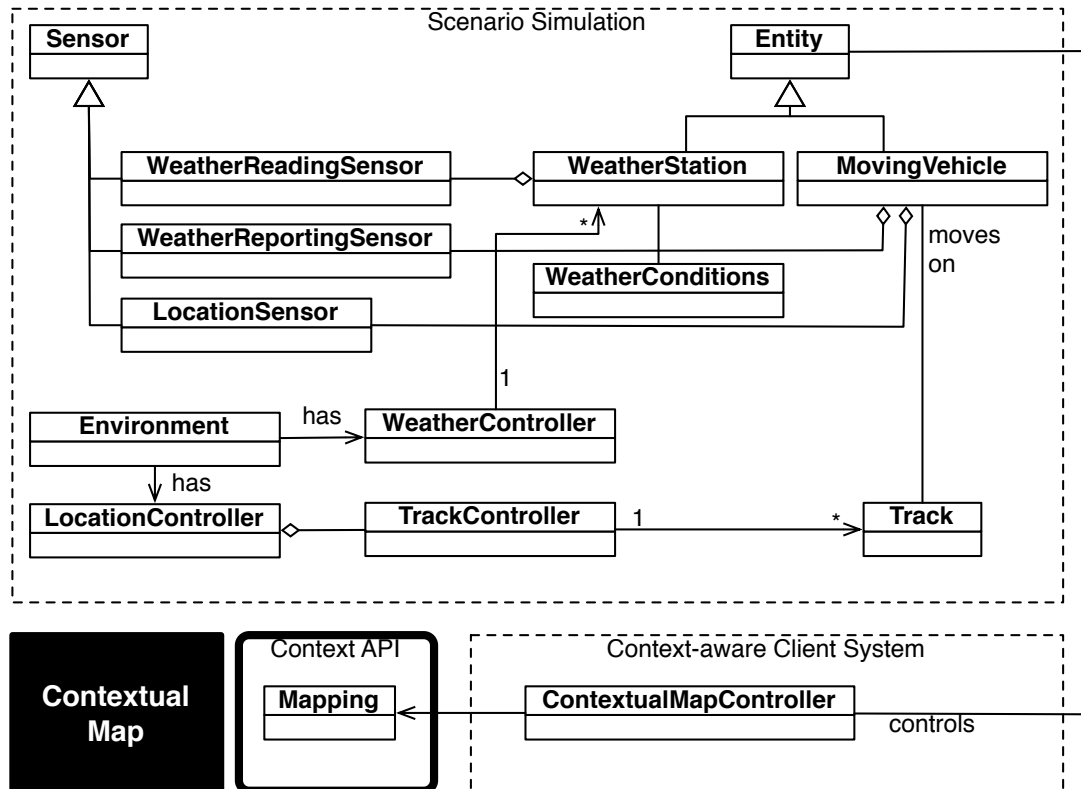 Scenario Simulation
Sensor
Entity
WeatherReadingSensor
WeatherStation
MovingVehicle
*
WeatherReportingSensor
moves
on
WeatherConditions
LocationSensor
1
Environment
has
WeatherController
has
LocationController
TrackController
1
*
Track
Contextual
Map
Context API
Mapping
Context-aware Client System
ContextualMapController
controls